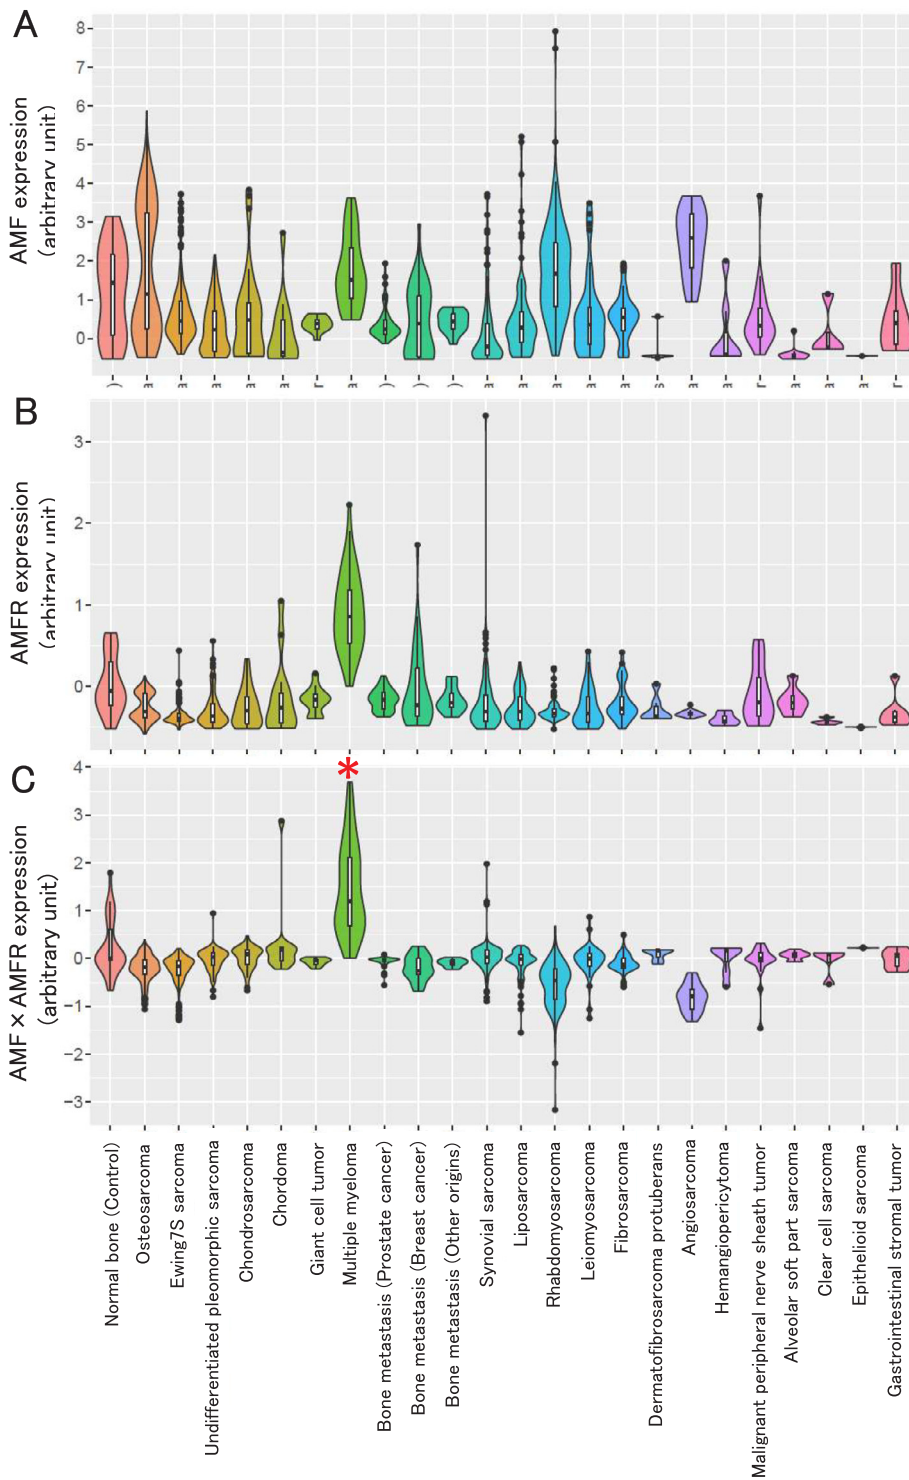 A
AMF expression
(arbitrary unit)
8
7
6
5
4
3
2
1
0
) a a a a a r a ) ) ) a a a a a s a a r a a a r
B
AMFR expression
(arbitrary unit)
3
2
1
0
C
*
AMF×AMFR expression
(arbitrary unit)
4
3
2
1
0
−1
−2
−3
Normal bone (Control)
Osteosarcoma
Ewing7S sarcoma
Undifferentiated pleomorphic sarcoma
Chondrosarcoma
Chordoma
Giant cell tumor
Multiple myeloma
Bone metastasis (Prostate cancer)
Bone metastasis (Breast cancer)
Bone metastasis (Other origins)
Synovial sarcoma
Liposarcoma
Rhabdomyosarcoma
Leiomyosarcoma
Fibrosarcoma
Dermatofibrosarcoma protuberans
Angiosarcoma
Hemangiopericytoma
Malignant peripheral nerve sheath tumor
Alveolar soft part sarcoma
Clear cell sarcoma
Epithelioid sarcoma
Gastrointestinal stromal tumor